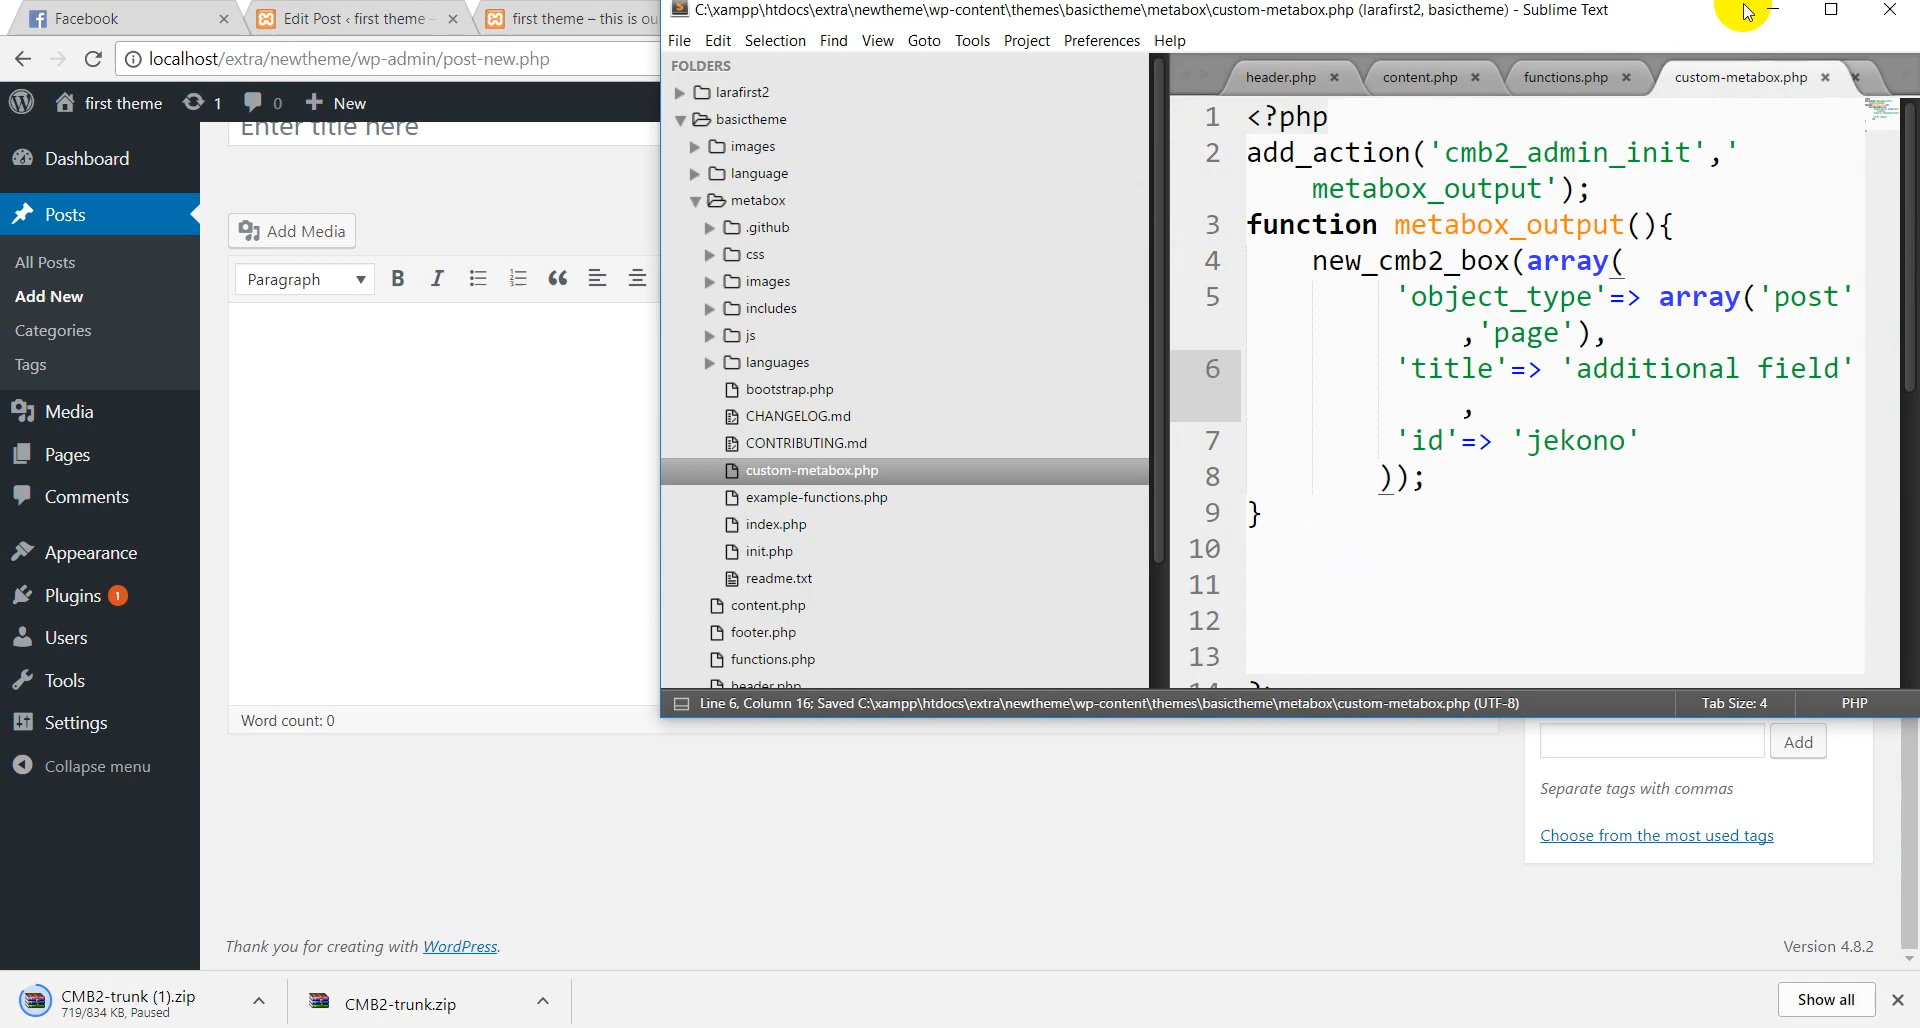 Facebook
Edit Post ‹ first theme –
first theme – this is ou
C:\xampp\htdocs\extra\newtheme\wp-content\themes\basictheme\metabox\custom-metabox.php (larafirst2, basictheme) - Sublime Text
localhost/extra/newtheme/wp-admin/post-new.php
File Edit Selection Find View Goto Tools Project Preferences Help
first theme 1 0 New
Enter title here
Dashboard
Posts
All Posts
Add New
Categories
Tags
Media
Pages
Comments
Appearance
Plugins 1
Users
Tools
Settings
Collapse menu
Add Media
Paragraph
Word count: 0
FOLDERS
larafirst2
basictheme
images
language
metabox
.github
css
images
includes
js
languages
bootstrap.php
CHANGELOG.md
CONTRIBUTING.md
custom-metabox.php
example-functions.php
index.php
init.php
readme.txt
content.php
footer.php
functions.php
header.php
header.php content.php functions.php custom-metabox.php
1 <?php
2 add_action('cmb2_admin_init','
metabox_output');
3 function metabox_output(){
4 new_cmb2_box(array(
5 'object_type'=> array('post'
,'page'),
6 'title'=> 'additional field'
,
7 'id'=> 'jekono'
8 ));
9 }
10
11
12
13
14
Line 6, Column 16; Saved C:\xampp\htdocs\extra\newtheme\wp-content\themes\basictheme\metabox\custom-metabox.php (UTF-8)
Tab Size: 4
PHP
Add
Separate tags with commas
Choose from the most used tags
Thank you for creating with WordPress.
Version 4.8.2
CMB2-trunk (1).zip
719/834 KB, Paused
CMB2-trunk.zip
Show all